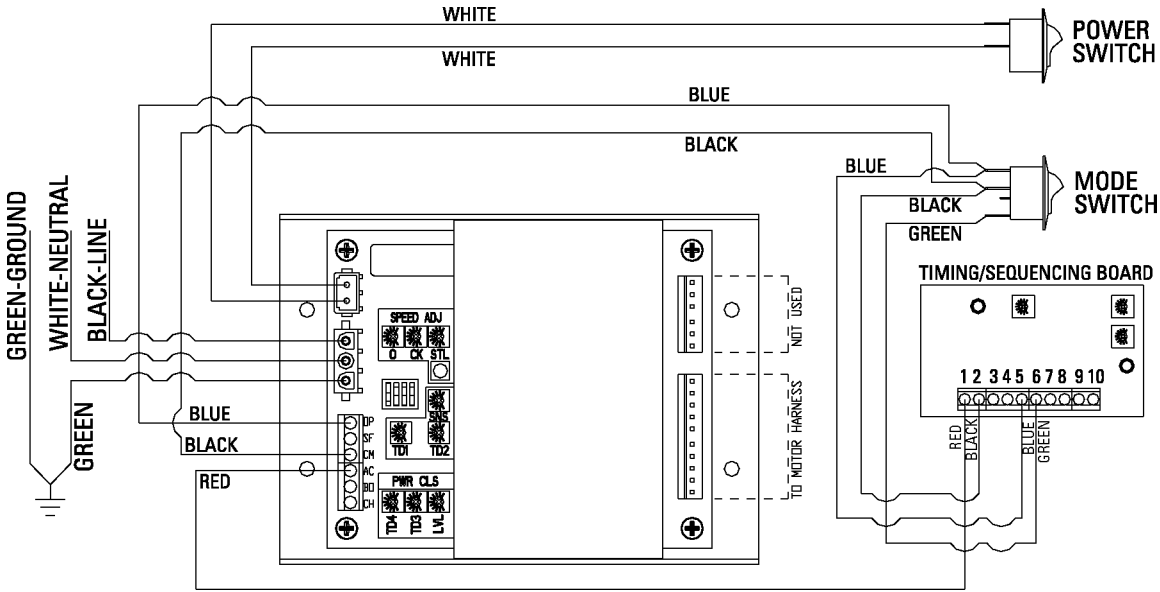 WHITE
WHITE
POWER
SWITCH
BLUE
BLACK
BLUE
BLACK
GREEN
MODE
SWITCH
GREEN-GROUND
WHITE-NEUTRAL
BLACK-LINE
GREEN
BLUE
BLACK
RED
SPEED ADJ
O CK STL
SNS
TD1 TD2
OP
SF
CM
AC
BO
CH
PWR CLS
TD4 TD3 LVL
NOT USED
TO MOTOR HARNESS
TIMING/SEQUENCING BOARD
1 2 3 4 5 6 7 8 9 10
RED
BLACK
BLUE
GREEN